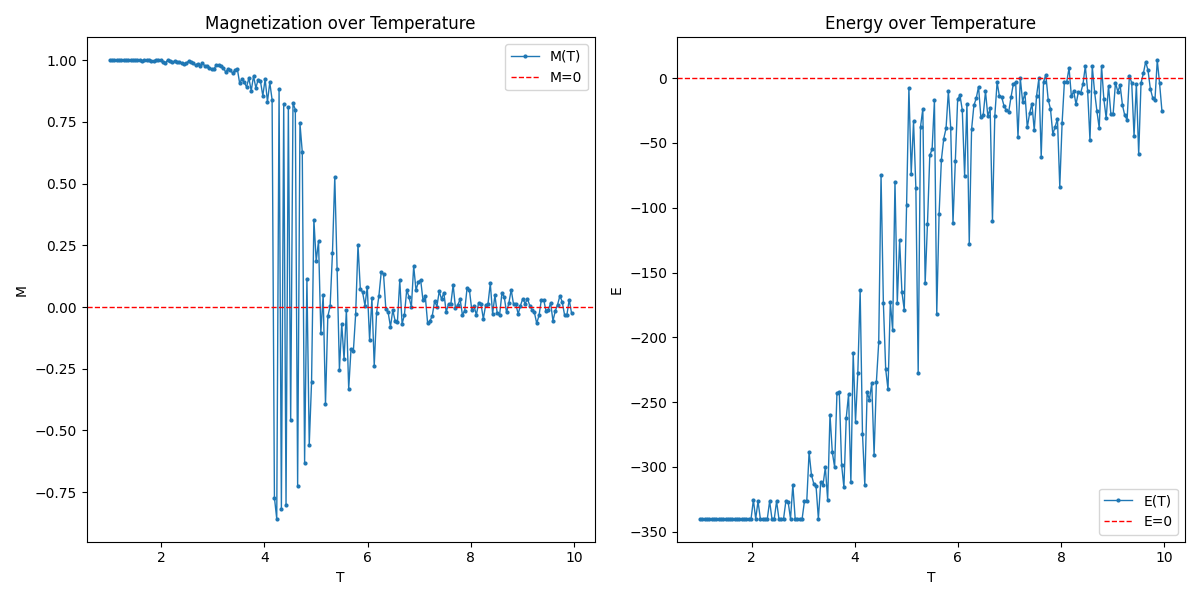 Magnetization over Temperature
M
1.00
0.75
0.50
0.25
0.00
−0.25
−0.50
−0.75
2
4
6
8
10
T
M(T)
M=0
Energy over Temperature
E
0
−50
−100
−150
−200
−250
−300
−350
2
4
6
8
10
T
E(T)
E=0